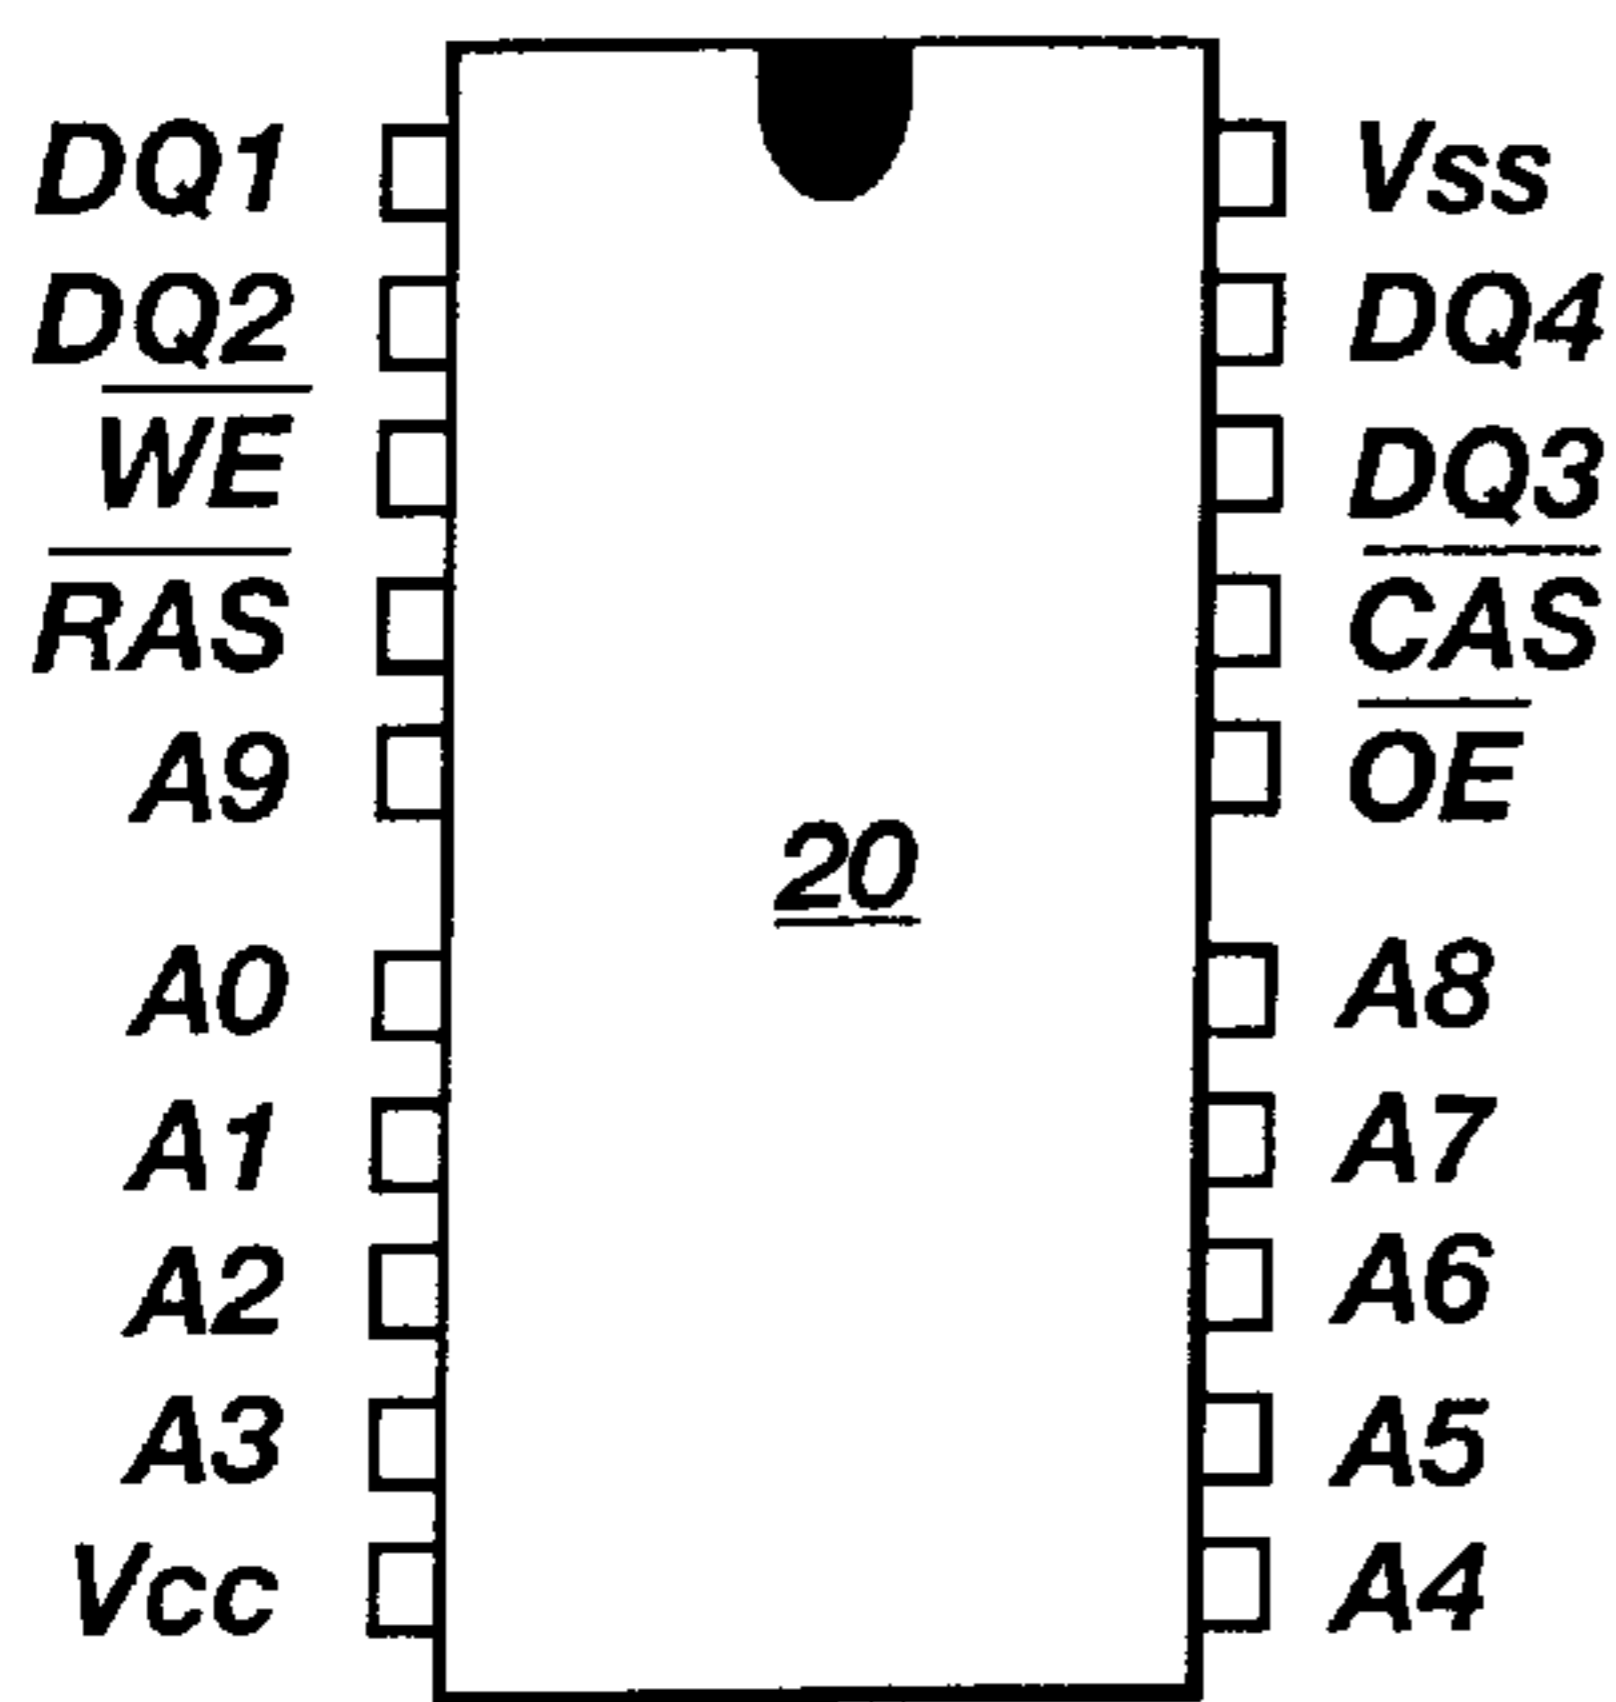 DQ1 Vss
DQ2 DQ4
WE DQ3
RAS CAS
A9 OE
20
A0 A8
A1 A7
A2 A6
A3 A5
Vcc A4